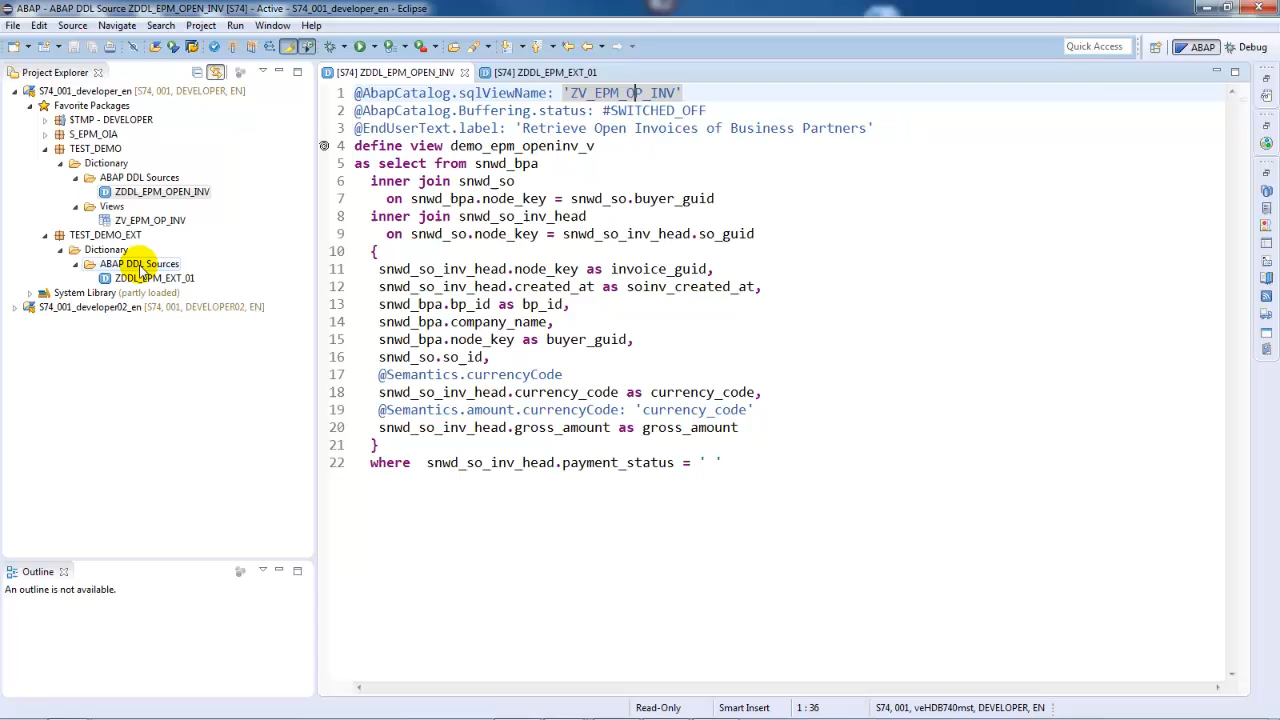 ABAP - ABAP DDL Source ZDDL_EPM_OPEN_INV [S74] - Active - S74_001_developer_en - Eclipse
File Edit Source Navigate Search Project Run Window Help
Quick Access ABAP Debug
Project Explorer
S74_001_developer_en [S74, 001, DEVELOPER, EN]
Favorite Packages
$TMP - DEVELOPER
S_EPM_OIA
TEST_DEMO
Dictionary
ABAP DDL Sources
ZDDL_EPM_OPEN_INV
Views
ZV_EPM_OP_INV
TEST_DEMO_EXT
Dictionary
ABAP DDL Sources
ZDDL_EPM_EXT_01
System Library (partly loaded)
S74_001_developer02_en [S74, 001, DEVELOPER02, EN]
Outline
An outline is not available.
[S74] ZDDL_EPM_OPEN_INV [S74] ZDDL_EPM_EXT_01
1 @AbapCatalog.sqlViewName: 'ZV_EPM_OP_INV'
2 @AbapCatalog.Buffering.status: #SWITCHED_OFF
3 @EndUserText.label: 'Retrieve Open Invoices of Business Partners'
4 define view demo_epm_openinv_v
5 as select from snwd_bpa
6 inner join snwd_so
7 on snwd_bpa.node_key = snwd_so.buyer_guid
8 inner join snwd_so_inv_head
9 on snwd_so.node_key = snwd_so_inv_head.so_guid
10 {
11 snwd_so_inv_head.node_key as invoice_guid,
12 snwd_so_inv_head.created_at as soinv_created_at,
13 snwd_bpa.bp_id as bp_id,
14 snwd_bpa.company_name,
15 snwd_bpa.node_key as buyer_guid,
16 snwd_so.so_id,
17 @Semantics.currencyCode
18 snwd_so_inv_head.currency_code as currency_code,
19 @Semantics.amount.currencyCode: 'currency_code'
20 snwd_so_inv_head.gross_amount as gross_amount
21 }
22 where snwd_so_inv_head.payment_status = ' '
Read-Only Smart Insert 1 : 36 S74, 001, veHDB740mst, DEVELOPER, EN